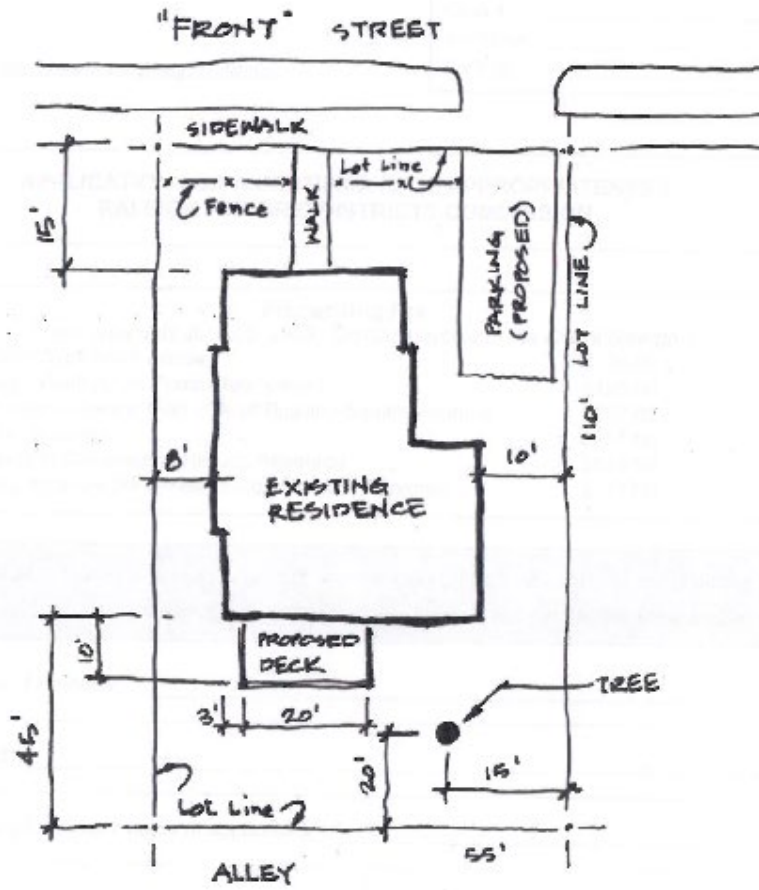 "FRONT" STREET
SIDEWALK
Lot Line
Fence
WALK
15'
PARKING
(PROPOSED)
LOT LINE
110'
8'
10'
EXISTING
RESIDENCE
PROPOSED
DECK
10'
TREE
3'
20'
45'
20'
15'
Lot Line
55'
ALLEY